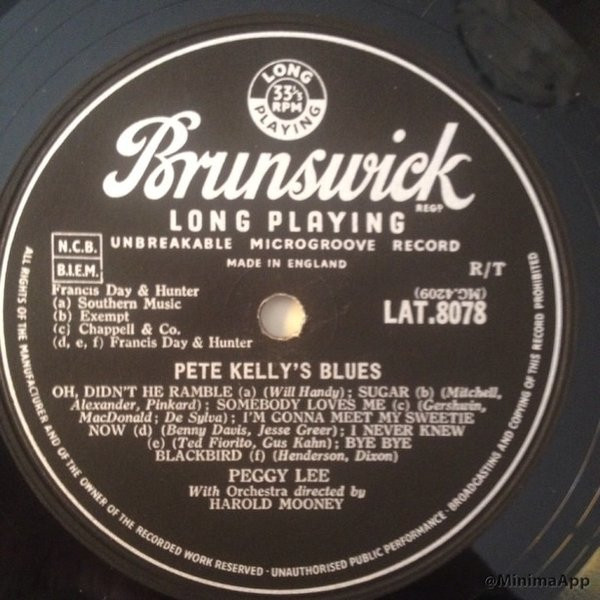 LONG
33⅓
RPM
PLAYING
Brunswick
REGD
LONG PLAYING
UNBREAKABLE MICROGROOVE RECORD
MADE IN ENGLAND
N.C.B.
B.I.E.M.
R/T
Francis Day & Hunter
(a) Southern Music
(b) Exempt
(c) Chappell & Co.
(d, e, f) Francis Day & Hunter
(MG.4209)
LAT.8078
PETE KELLY'S BLUES
OH, DIDN'T HE RAMBLE (a) (Will Handy); SUGAR (b) (Mitchell,
Alexander, Pinkard); SOMEBODY LOVES ME (c) (Gershwin,
MacDonald; De Sylva); I'M GONNA MEET MY SWEETIE
NOW (d) (Benny Davis, Jesse Greer); I NEVER KNEW
(e) (Ted Fiorito, Gus Kahn); BYE BYE
BLACKBIRD (f) (Henderson, Dixon)
PEGGY LEE
With Orchestra directed by
HAROLD MOONEY
ALL RIGHTS OF THE MANUFACTURER AND OF THE OWNER OF THE RECORDED WORK RESERVED · UNAUTHORISED PUBLIC PERFORMANCE · BROADCASTING AND COPYING OF THIS RECORD PROHIBITED
@MinimaApp